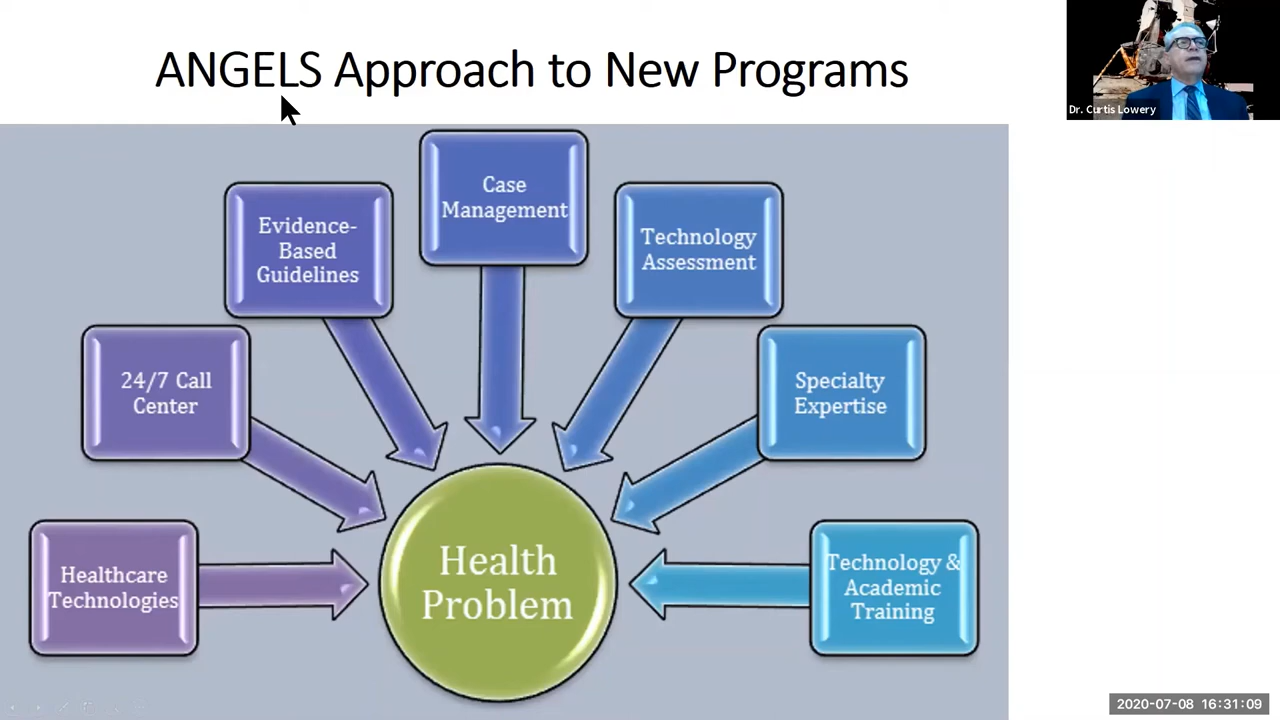 ANGELS Approach to New Programs
Dr. Curtis Lowery
Case
Management
Evidence-
Based
Guidelines
Technology
Assessment
24/7 Call
Center
Specialty
Expertise
Healthcare
Technologies
Health
Problem
Technology &
Academic
Training
2020-07-08 16:31:09